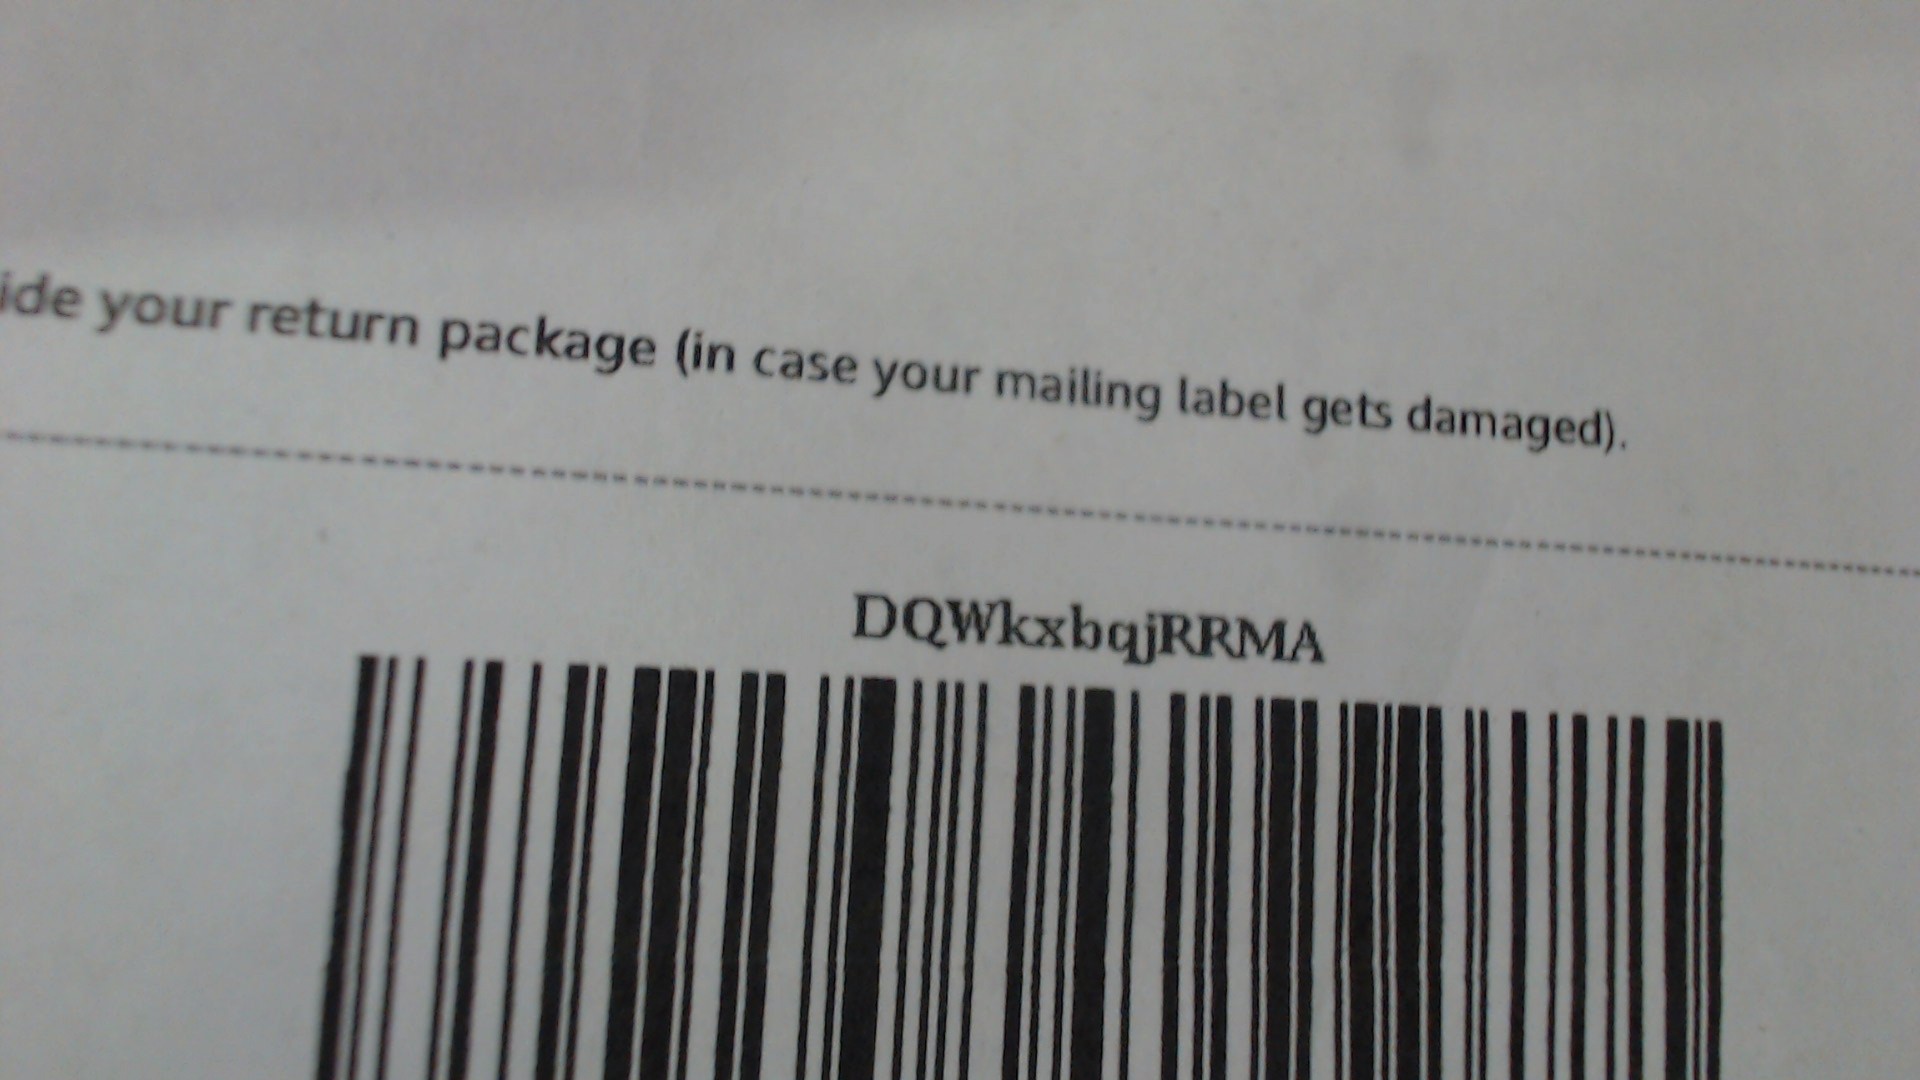 ide your return package (in case your mailing label gets damaged).
DQWkxbqjRRMA